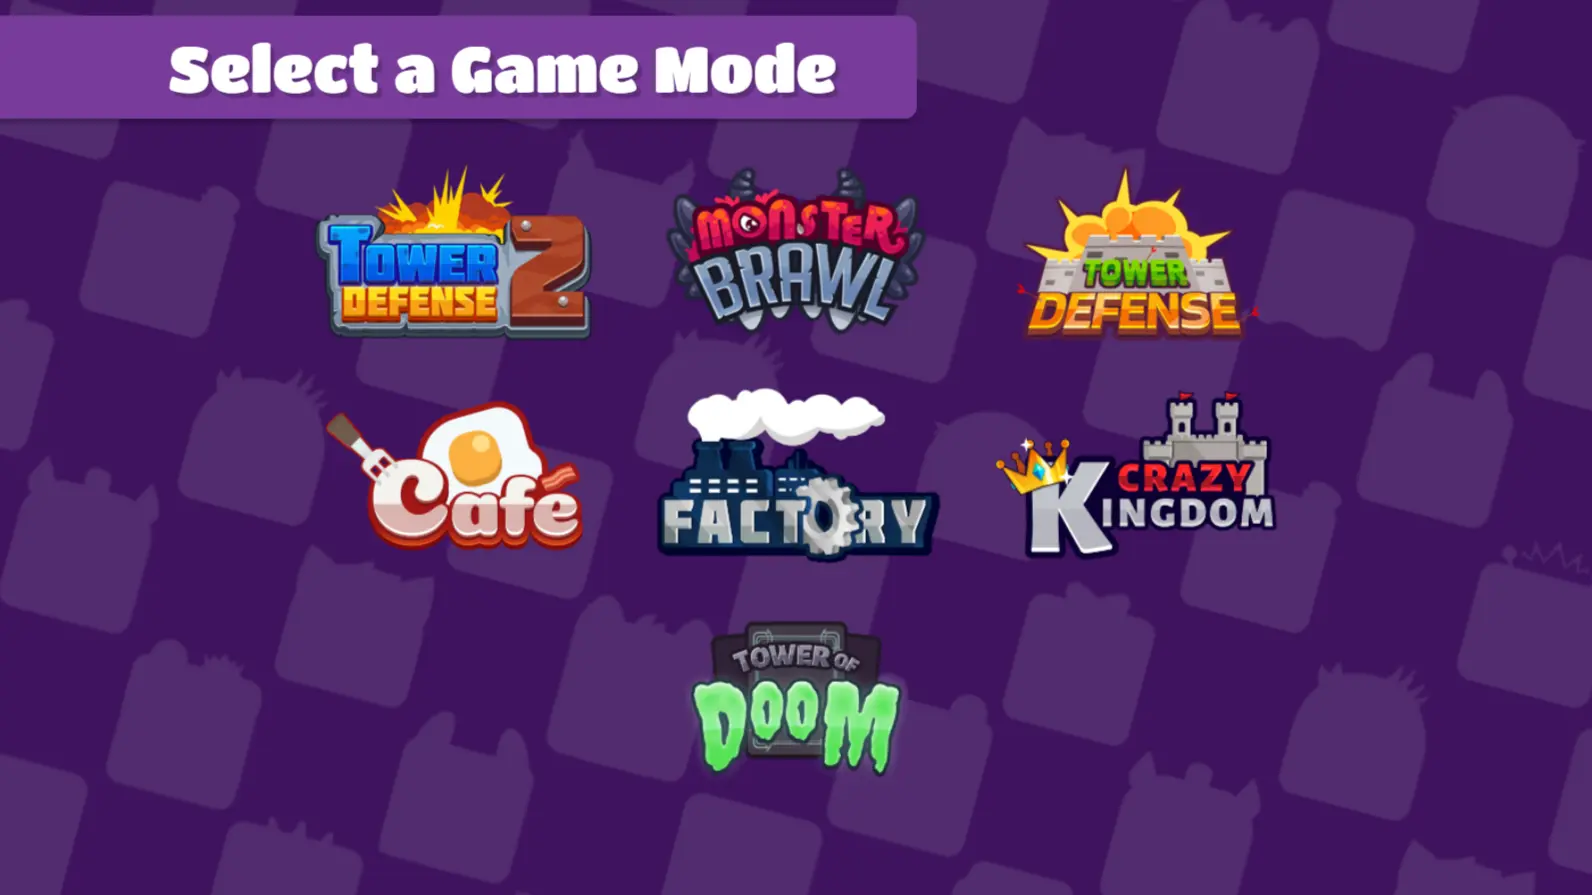 Select a Game Mode
TOWER
DEFENSE 2
MONSTER
BRAWL
TOWER
DEFENSE
Cafe
FACTORY
CRAZY
KINGDOM
TOWER OF
DOOM